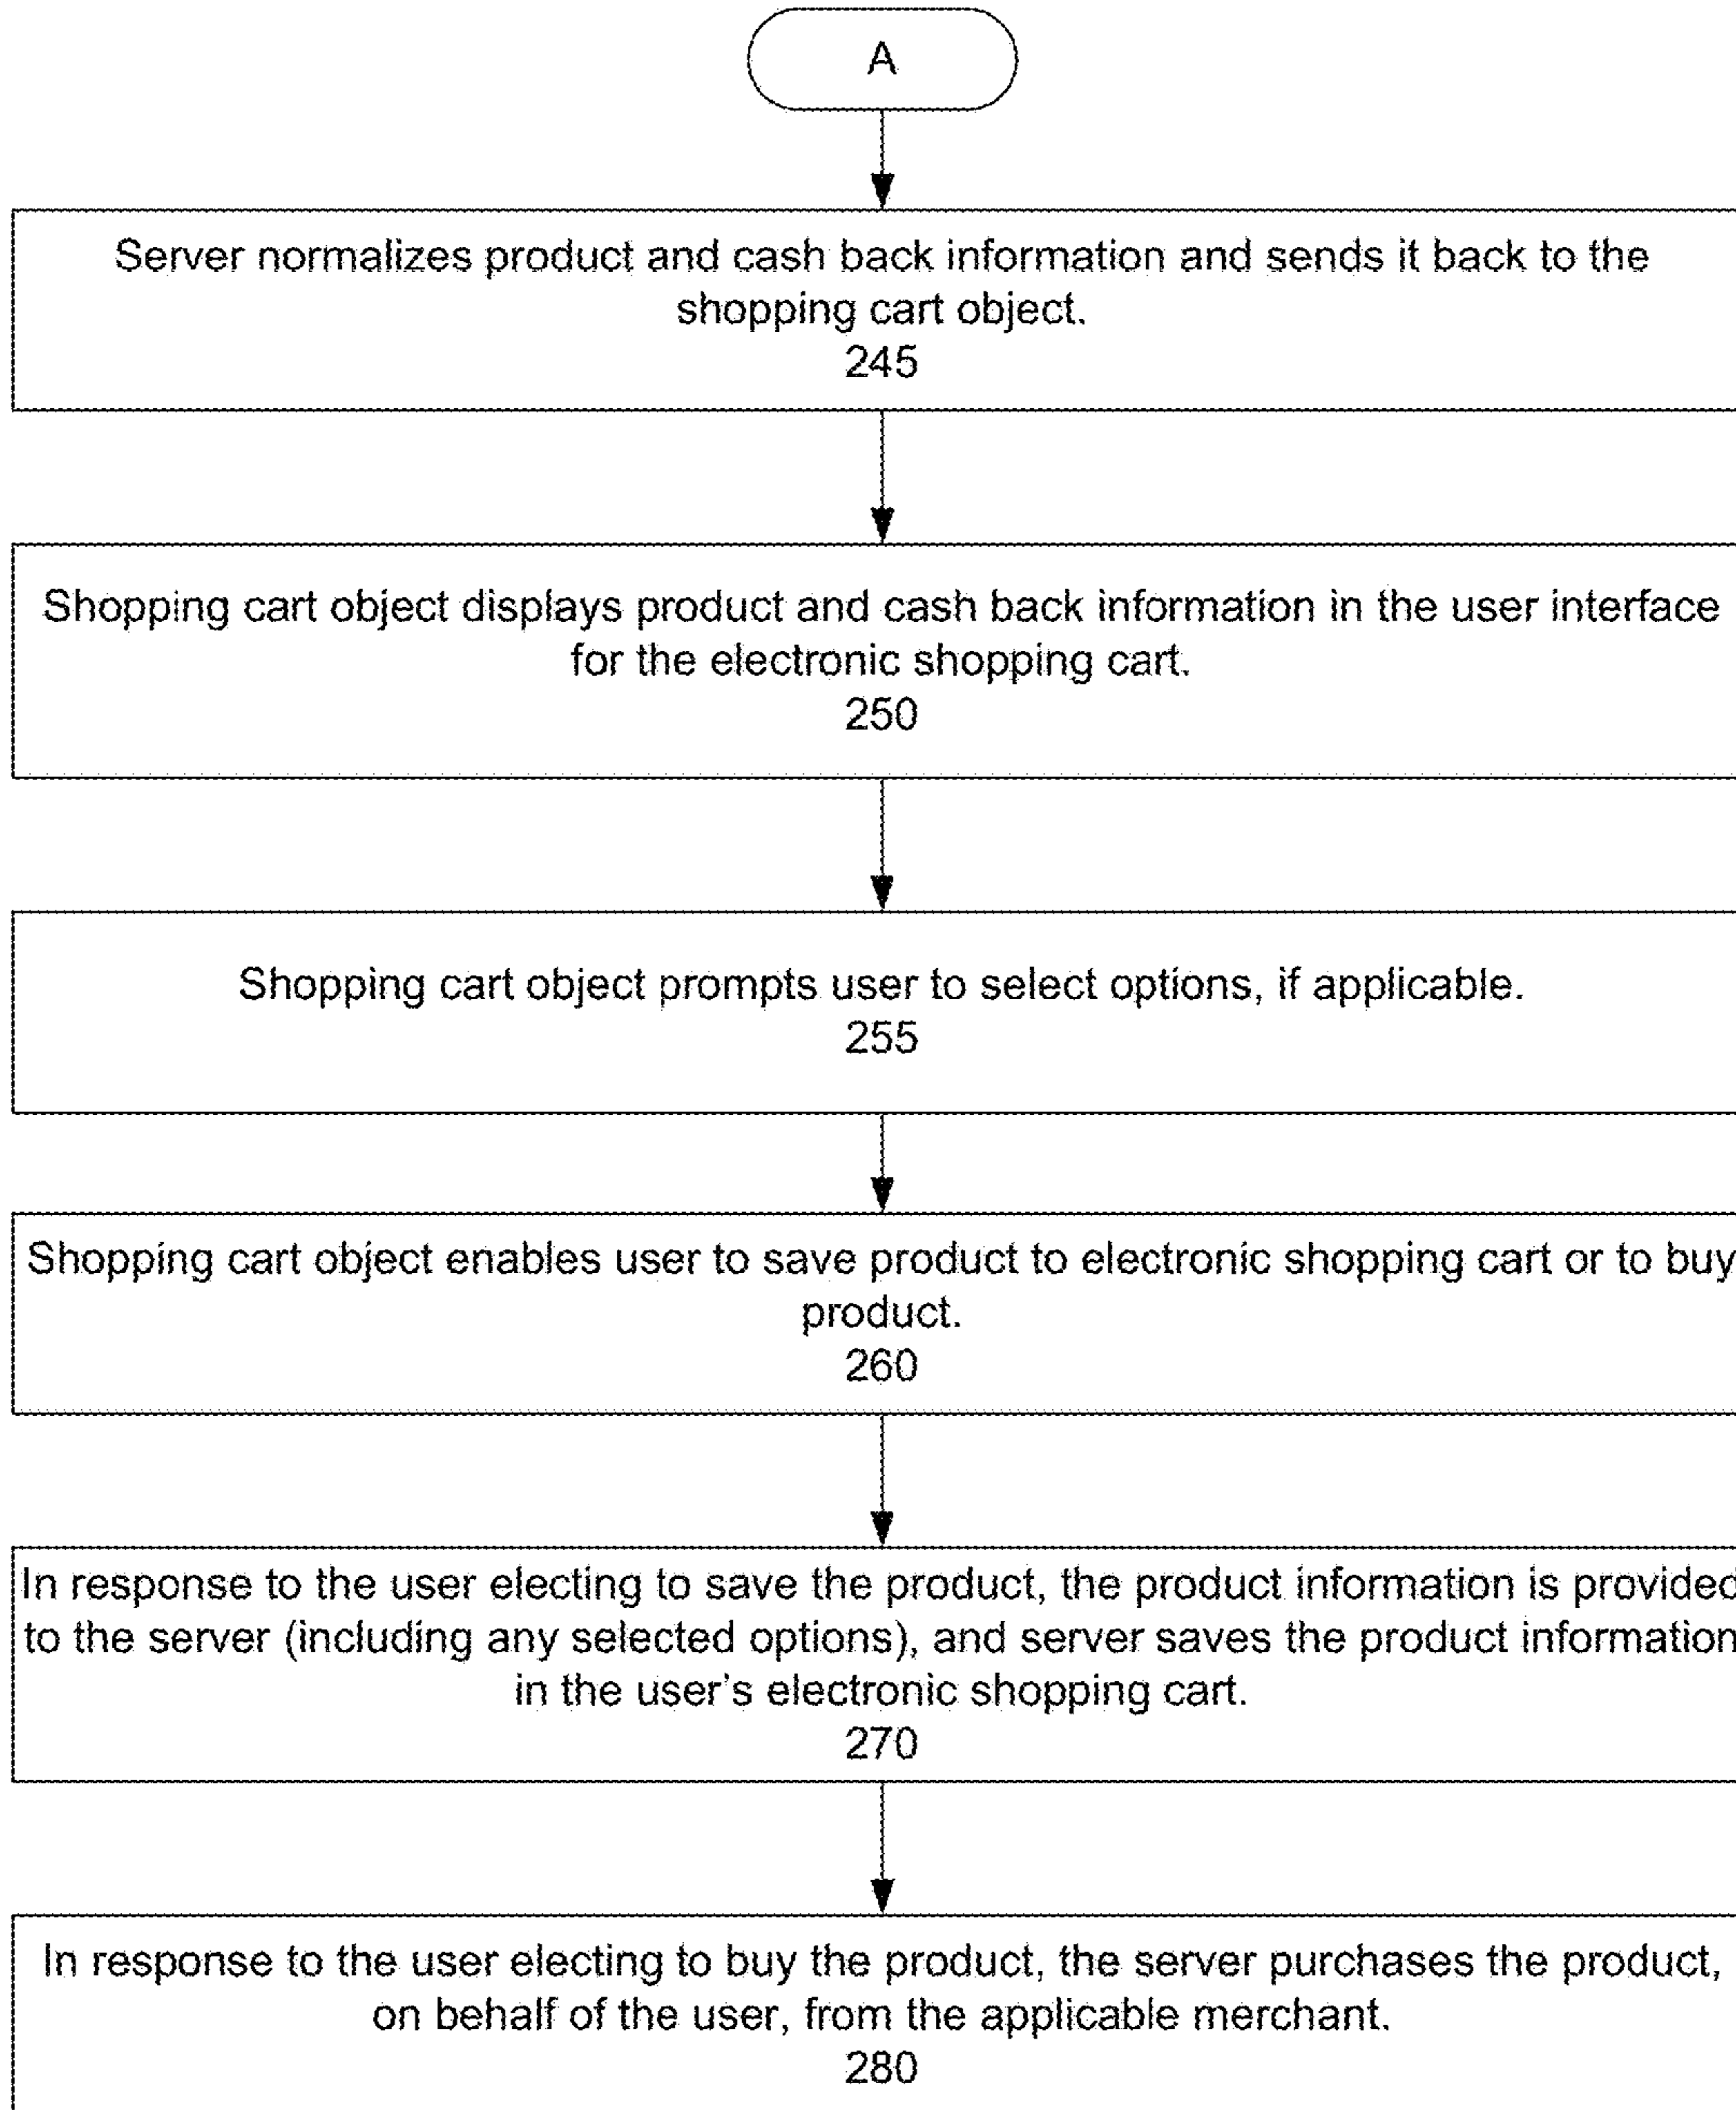 A
Server normalizes product and cash back information and sends it back to the
shopping cart object.
245
Shopping cart object displays product and cash back information in the user interface
for the electronic shopping cart.
250
Shopping cart object prompts user to select options, if applicable.
255
Shopping cart object enables user to save product to electronic shopping cart or to buy
product.
260
In response to the user electing to save the product, the product information is provided
to the server (including any selected options), and server saves the product information
in the user's electronic shopping cart.
270
In response to the user electing to buy the product, the server purchases the product,
on behalf of the user, from the applicable merchant.
280